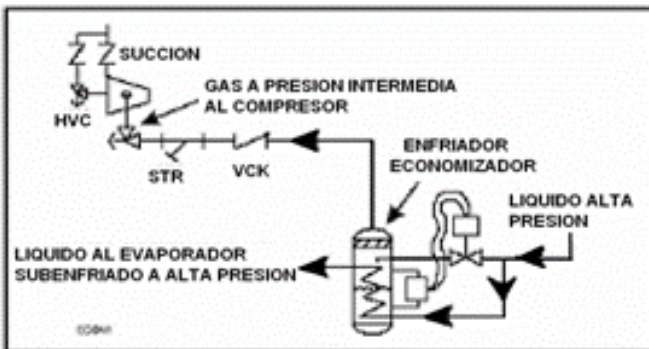 SUCCION
GAS A PRESION INTERMEDIA
AL COMPRESOR
HVC
STR
VCK
ENFRIADOR
ECONOMIZADOR
LIQUIDO ALTA
PRESION
LIQUIDO AL EVAPORADOR
SUBENFRIADO A ALTA PRESION